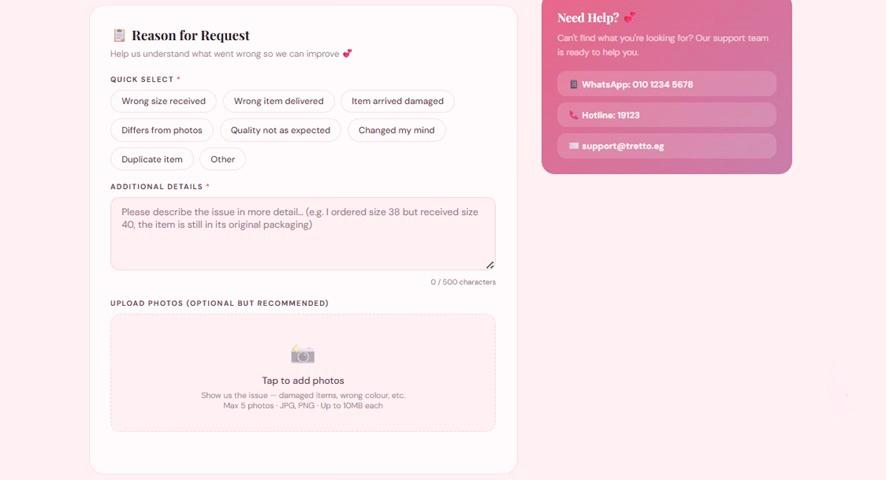 Reason for Request
Help us understand what went wrong so we can improve 💕
QUICK SELECT *
Wrong size received
Wrong item delivered
Item arrived damaged
Differs from photos
Quality not as expected
Changed my mind
Duplicate item
Other
ADDITIONAL DETAILS *
Please describe the issue in more detail... (e.g. I ordered size 38 but received size
40, the item is still in its original packaging)
0 / 500 characters
UPLOAD PHOTOS (OPTIONAL BUT RECOMMENDED)
Tap to add photos
Show us the issue — damaged items, wrong colour, etc.
Max 5 photos · JPG, PNG · Up to 10MB each
Need Help? 💕
Can't find what you're looking for? Our support team
is ready to help you.
WhatsApp: 010 1234 5678
Hotline: 19123
support@tretto.eg